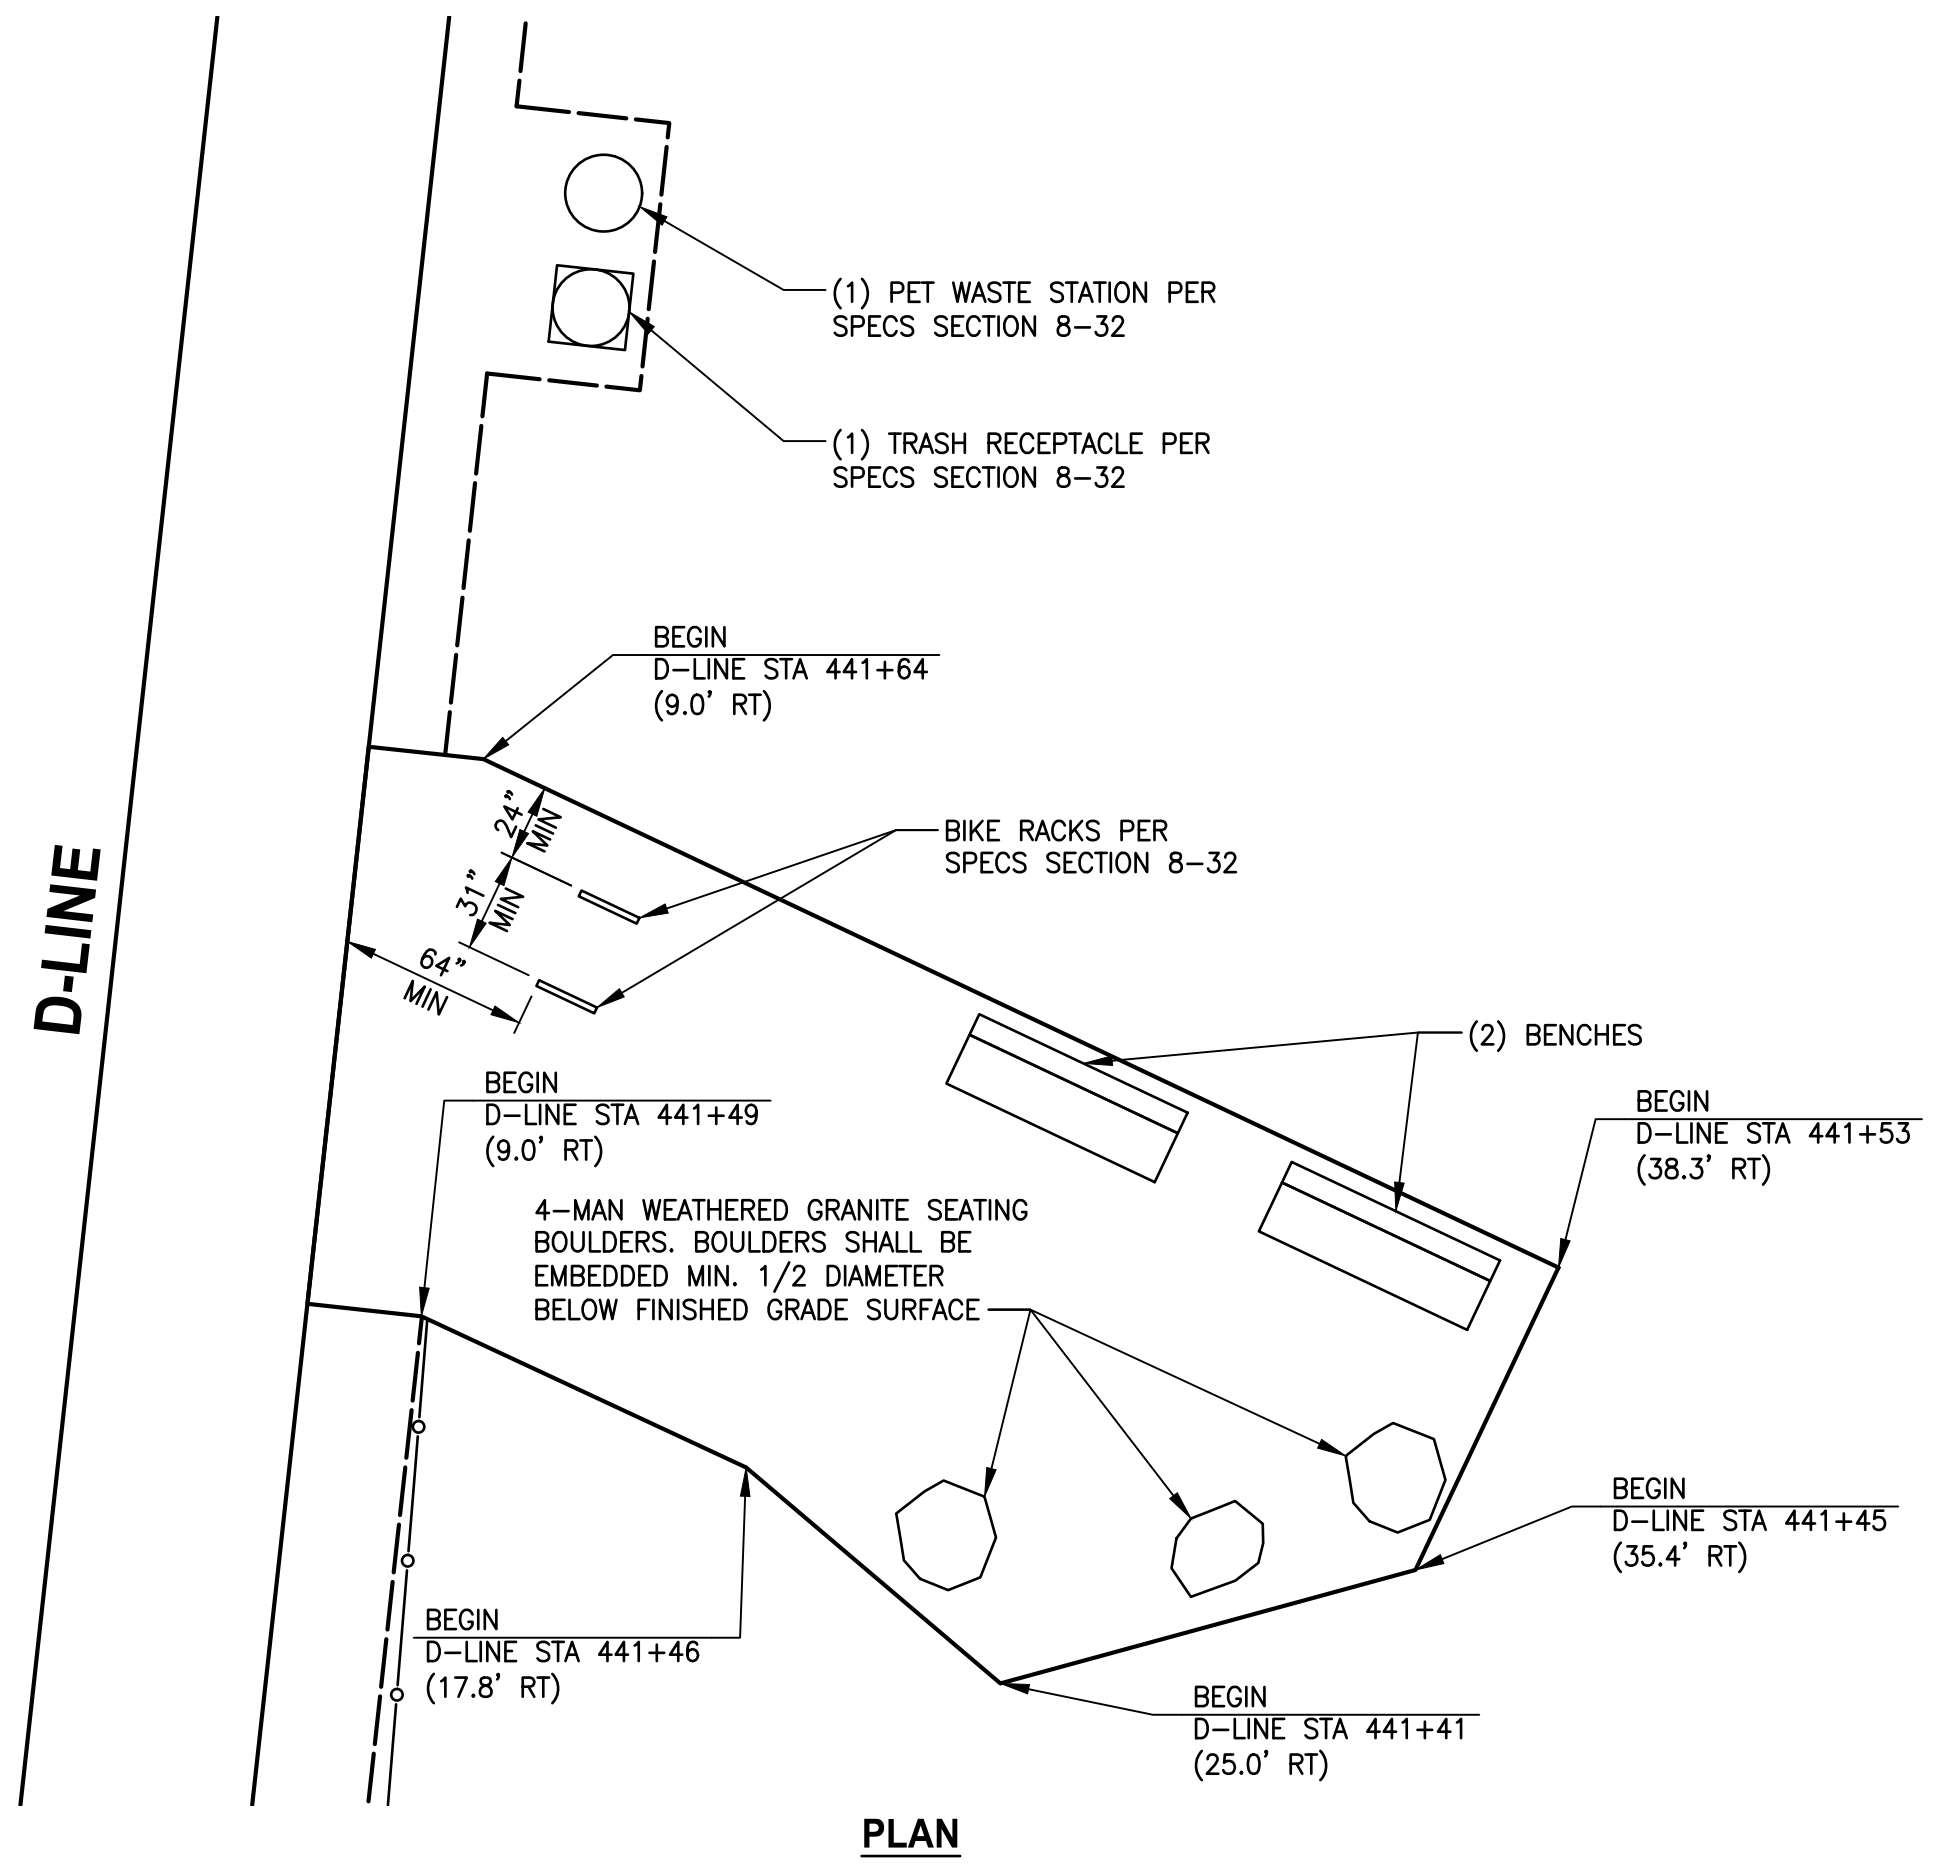 (1) PET WASTE STATION PER
SPECS SECTION 8-32
(1) TRASH RECEPTACLE PER
SPECS SECTION 8-32
BEGIN
D-LINE STA 441+64
(9.0' RT)
24"
MIN
31"
MIN
64"
MIN
BIKE RACKS PER
SPECS SECTION 8-32
D-LINE
(2) BENCHES
BEGIN
D-LINE STA 441+49
(9.0' RT)
BEGIN
D-LINE STA 441+53
(38.3' RT)
4-MAN WEATHERED GRANITE SEATING
BOULDERS. BOULDERS SHALL BE
EMBEDDED MIN. 1/2 DIAMETER
BELOW FINISHED GRADE SURFACE
BEGIN
D-LINE STA 441+45
(35.4' RT)
BEGIN
D-LINE STA 441+46
(17.8' RT)
BEGIN
D-LINE STA 441+41
(25.0' RT)
PLAN